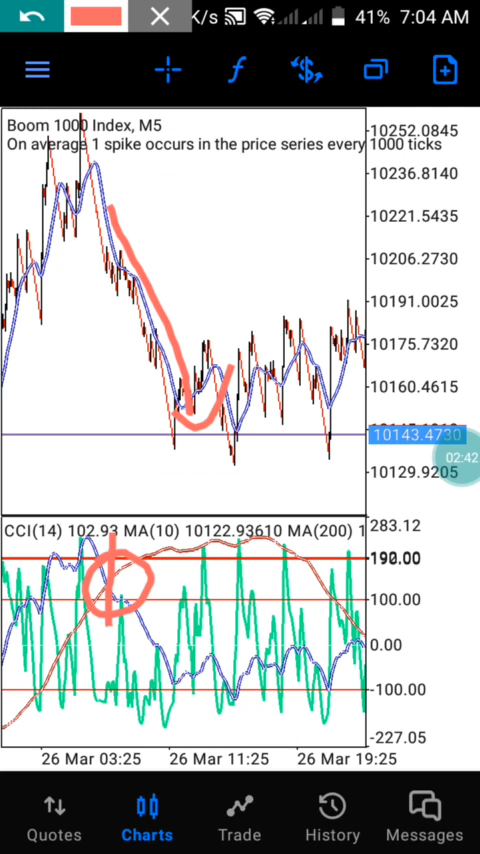 K/s 41% 7:04 AM
Boom 1000 Index, M5
On average 1 spike occurs in the price series every 1000 ticks
10252.0845
10236.8140
10221.5435
10206.2730
10191.0025
10175.7320
10160.4615
10143.4730
02:42
10129.9205
CCI(14) 102.93 MA(10) 10122.93610 MA(200) 1
283.12
100.00
0.00
-100.00
-227.05
26 Mar 03:25 26 Mar 11:25 26 Mar 19:25
Quotes Charts Trade History Messages